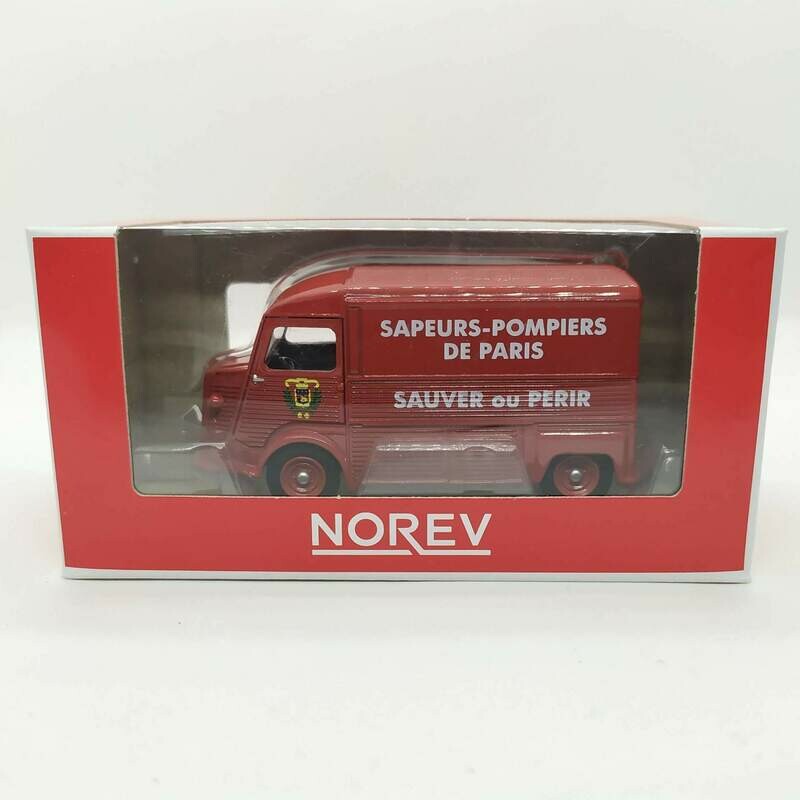 SAPEURS-POMPIERS
DE PARIS
SAUVER OU PERIR
NOREV